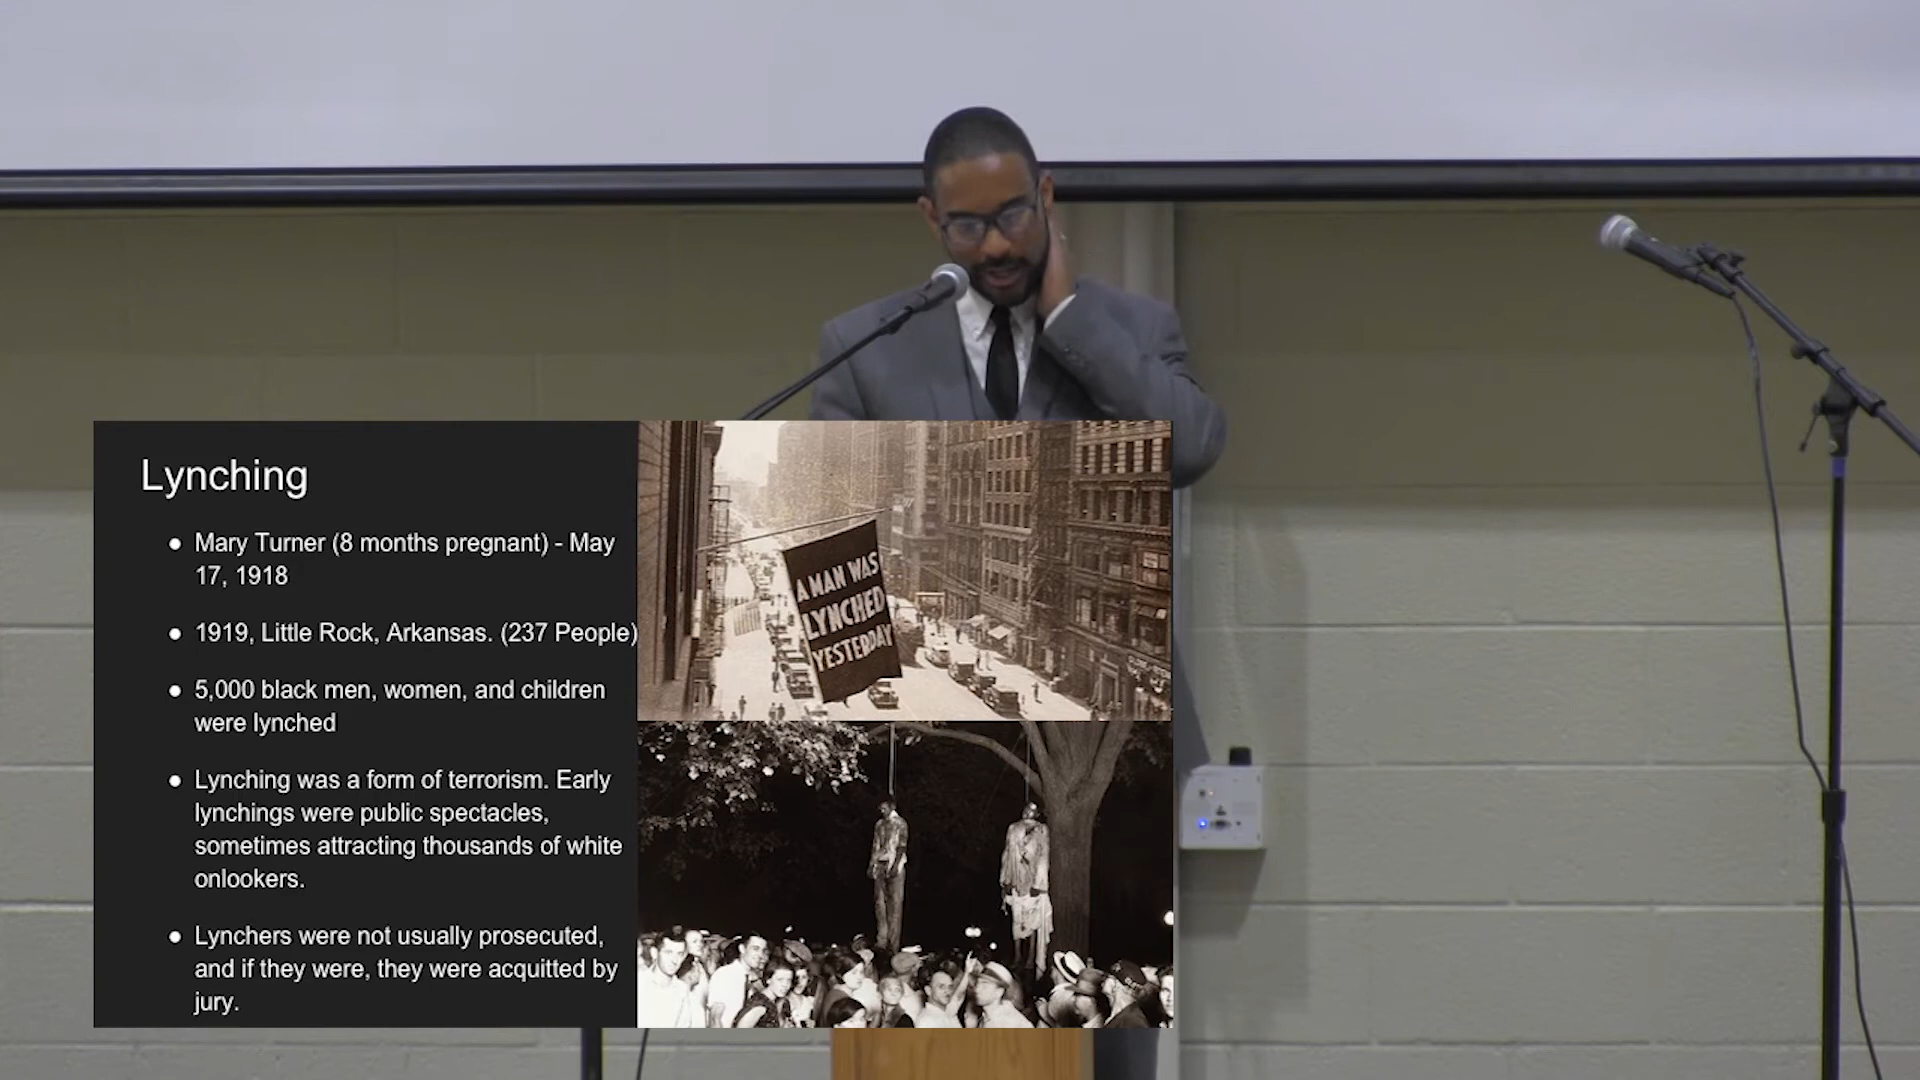 Lynching
● Mary Turner (8 months pregnant) - May
17, 1918
● 1919, Little Rock, Arkansas. (237 People)
● 5,000 black men, women, and children
were lynched
● Lynching was a form of terrorism. Early
lynchings were public spectacles,
sometimes attracting thousands of white
onlookers.
● Lynchers were not usually prosecuted,
and if they were, they were acquitted by
jury.
A MAN WAS
LYNCHED
YESTERDAY